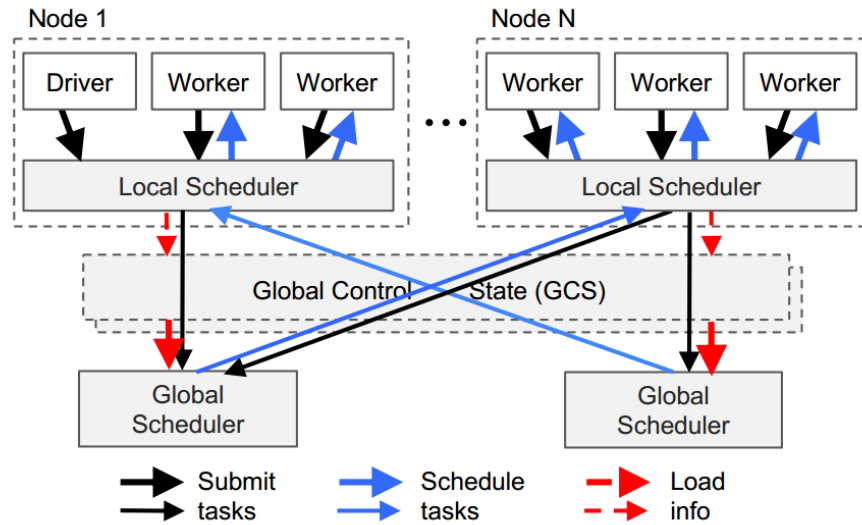 Node 1
Node N
Driver
Worker
Worker
Worker
Worker
Worker
Local Scheduler
Local Scheduler
Global Control State (GCS)
Global
Scheduler
Global
Scheduler
Submit
tasks
Schedule
tasks
Load
info